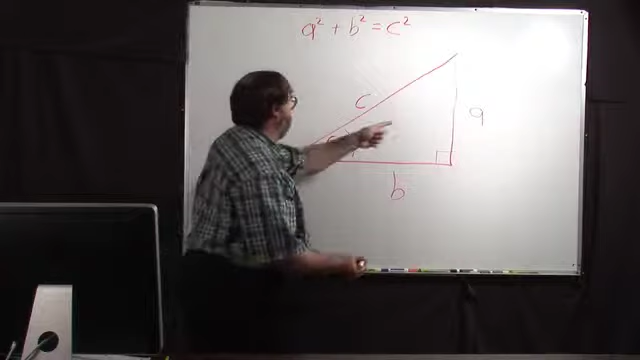 a² + b² = c²
c
a
b